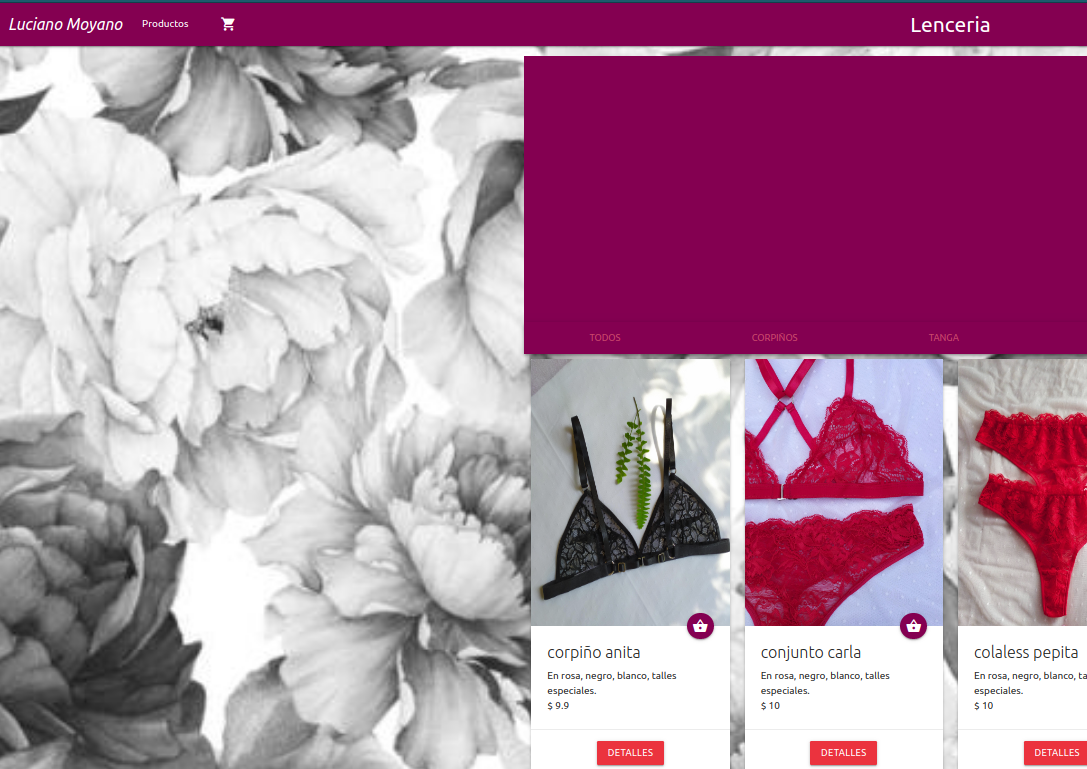 Luciano Moyano Productos Lenceria
TODOS CORPIÑOS TANGA
corpiño anita
En rosa, negro, blanco, talles
especiales.
$ 9.9
DETALLES
conjunto carla
En rosa, negro, blanco, talles
especiales.
$ 10
DETALLES
colaless pepita
En rosa, negro, blanco, ta
especiales.
$ 10
DETALLES